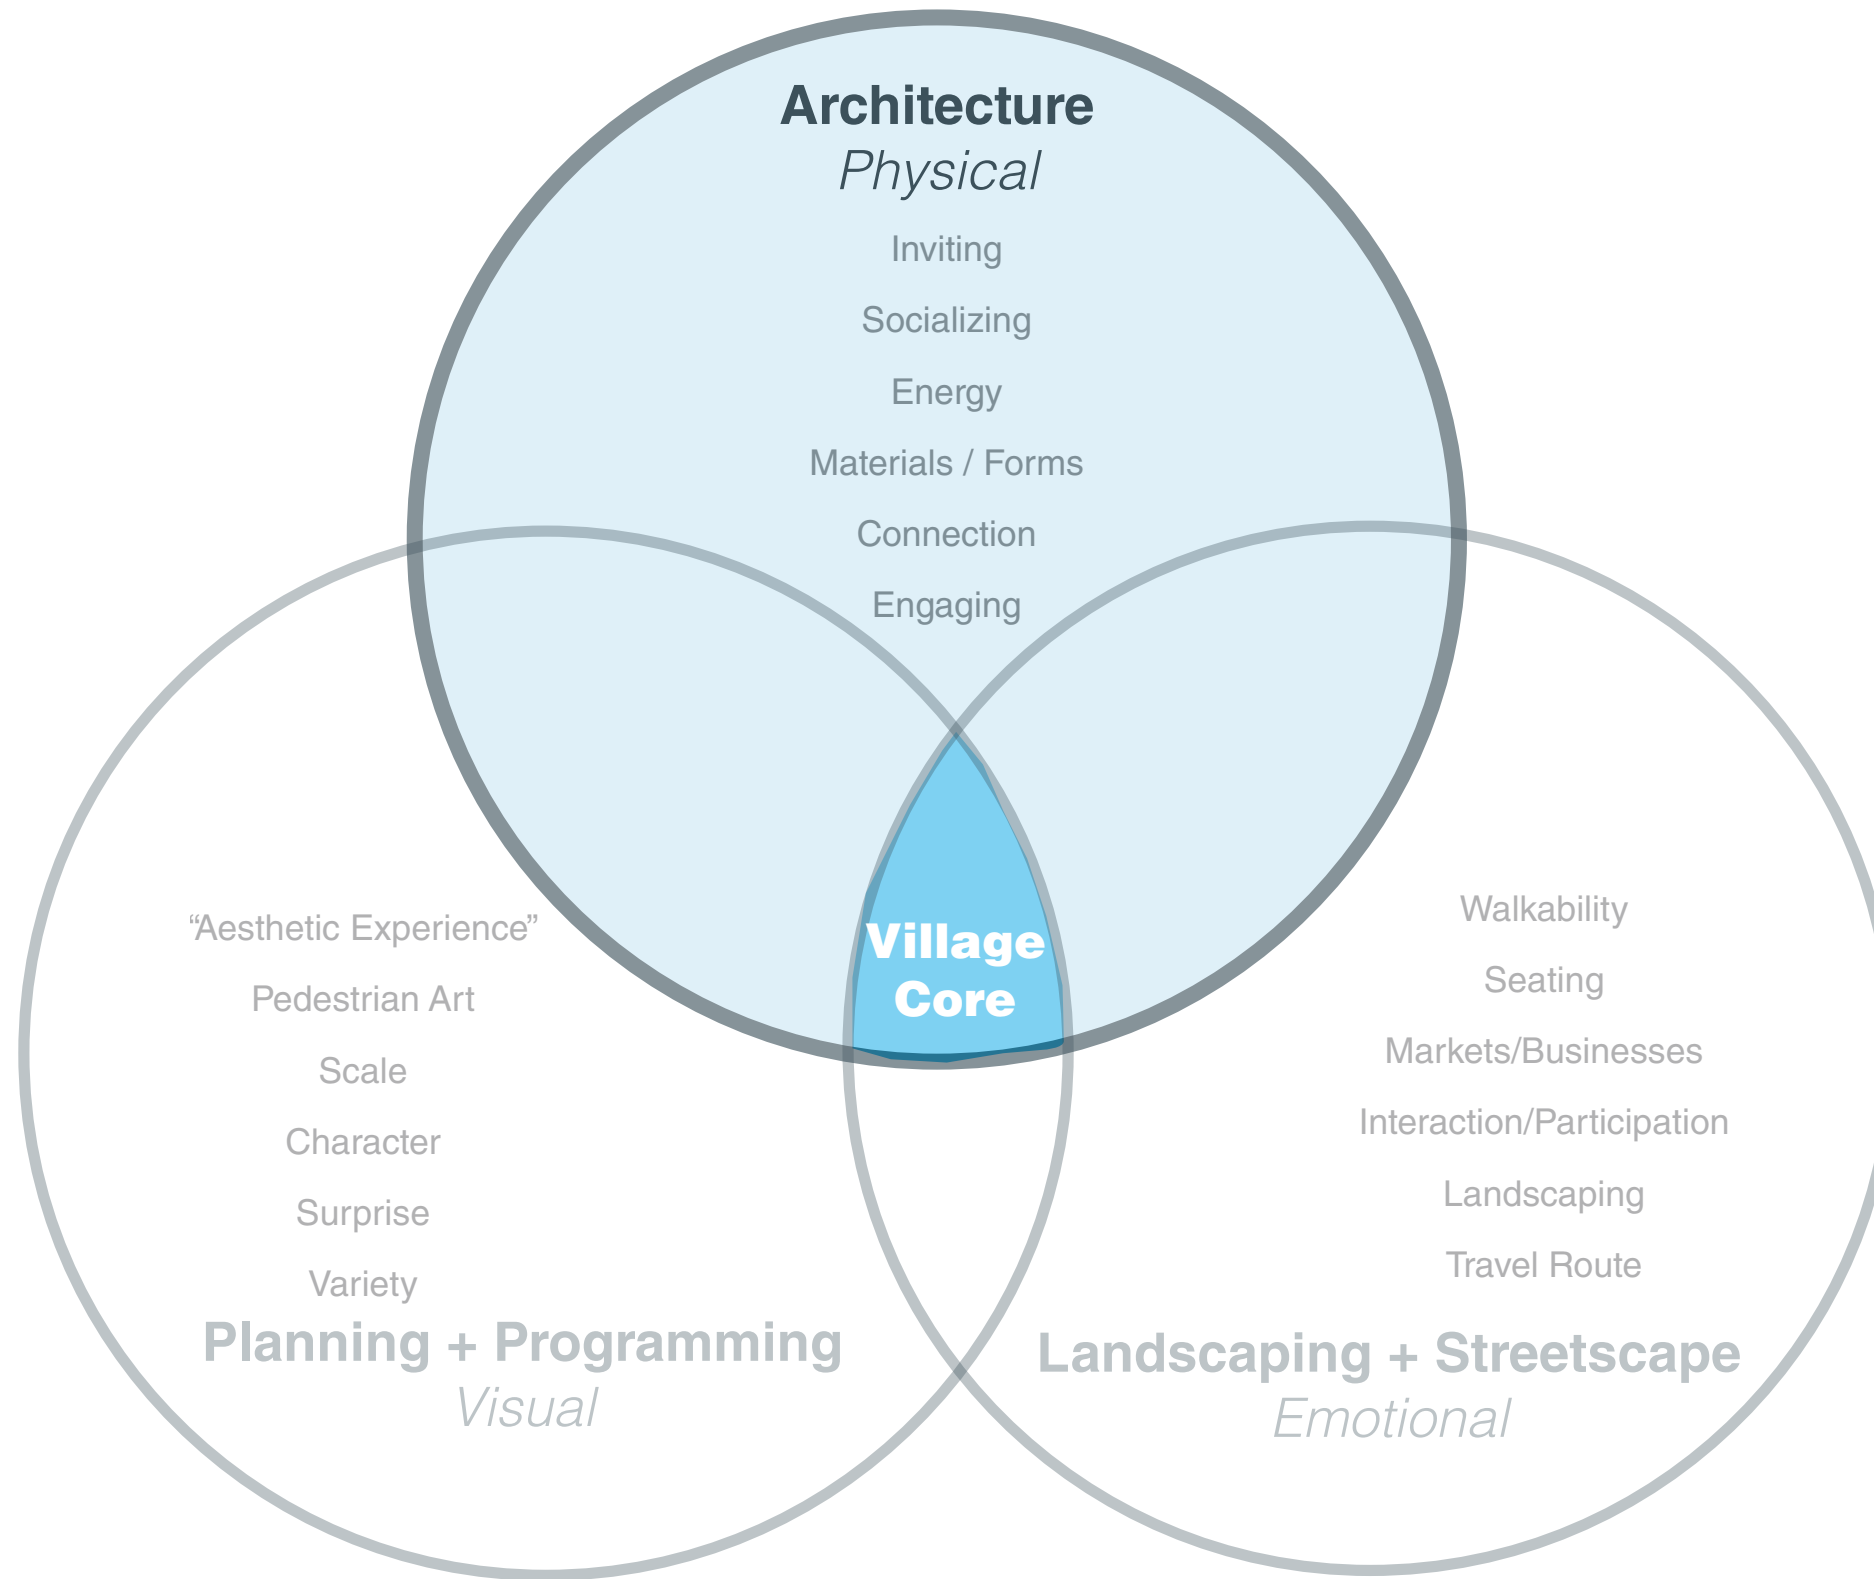 Architecture
Physical
Inviting
Socializing
Energy
Materials / Forms
Connection
Engaging
Village
Core
“Aesthetic Experience”
Pedestrian Art
Scale
Character
Surprise
Variety
Planning + Programming
Visual
Walkability
Seating
Markets/Businesses
Interaction/Participation
Landscaping
Travel Route
Landscaping + Streetscape
Emotional